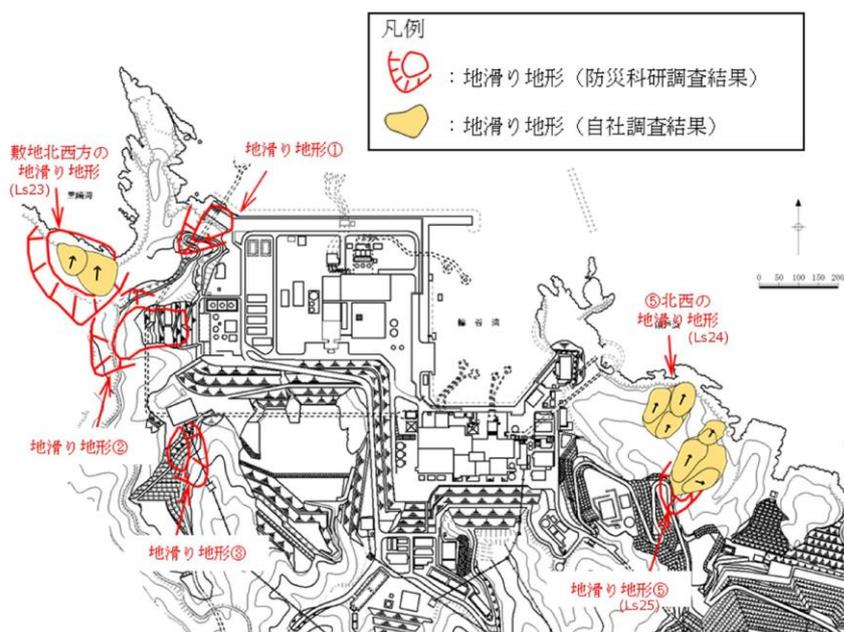 凡例
：地滑り地形（防災科研調査結果）
：地滑り地形（自社調査結果）
敷地北西方の
地滑り地形
(Ls23)
地滑り地形①
地滑り地形②
地滑り地形③
輪谷湾
0 50 100 150 200
⑤北西の
地滑り地形
(Ls24)
地滑り地形⑤
(Ls25)